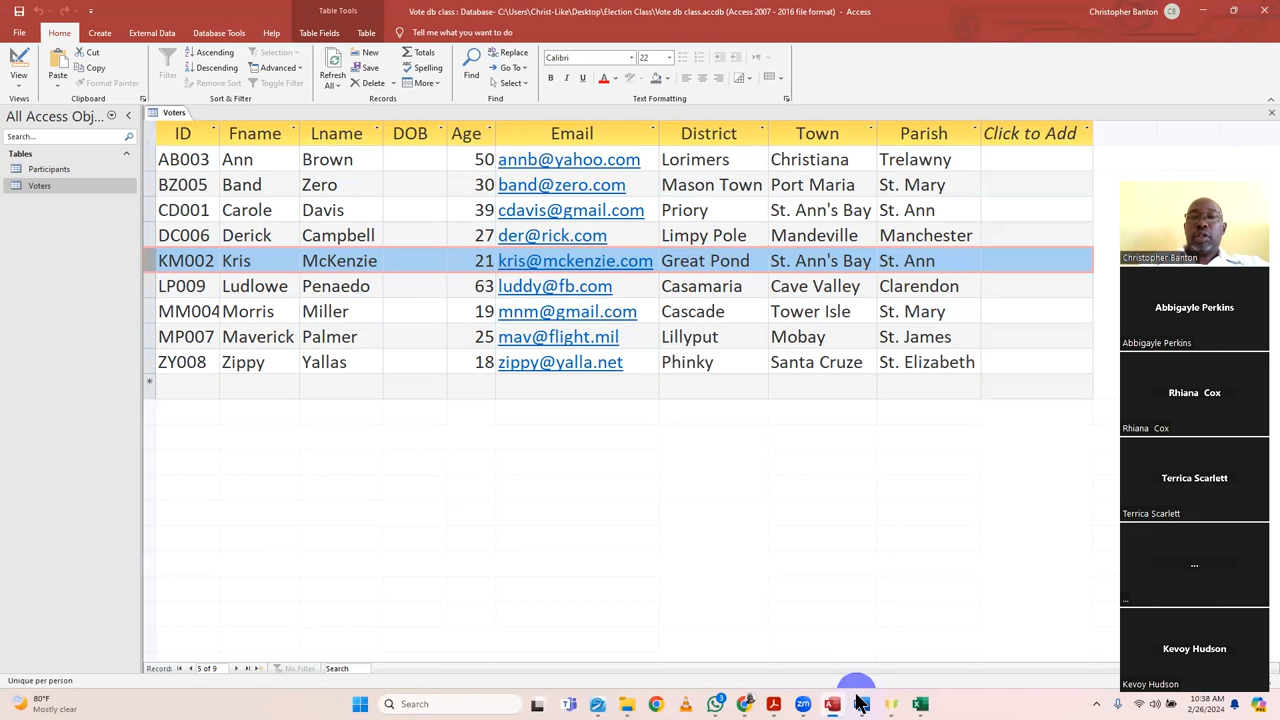 Table Tools
Vote db class : Database- C:\Users\Christ-Like\Desktop\Election Class\Vote db class.accdb (Access 2007 - 2016 file format) - Access
Christopher Banton CB
File Home Create External Data Database Tools Help Table Fields Table Tell me what you want to do
View
Views
Paste
Cut
Copy
Format Painter
Clipboard
Filter
Ascending
Descending
Remove Sort
Selection
Advanced
Toggle Filter
Sort & Filter
Refresh
All
New
Save
Delete
Totals
Spelling
More
Records
Find
Replace
Go To
Select
Find
Calibri 22
B I U A
Text Formatting
All Access Obj...
Search...
Tables
Participants
Voters
Voters
ID Fname Lname DOB Age Email District Town Parish Click to Add
AB003 Ann Brown 50 annb@yahoo.com Lorimers Christiana Trelawny
BZ005 Band Zero 30 band@zero.com Mason Town Port Maria St. Mary
CD001 Carole Davis 39 cdavis@gmail.com Priory St. Ann's Bay St. Ann
DC006 Derick Campbell 27 der@rick.com Limpy Pole Mandeville Manchester
KM002 Kris McKenzie 21 kris@mckenzie.com Great Pond St. Ann's Bay St. Ann
LP009 Ludlowe Penaedo 63 luddy@fb.com Casamaria Cave Valley Clarendon
MM004 Morris Miller 19 mnm@gmail.com Cascade Tower Isle St. Mary
MP007 Maverick Palmer 25 mav@flight.mil Lillyput Mobay St. James
ZY008 Zippy Yallas 18 zippy@yalla.net Phinky Santa Cruze St. Elizabeth
Christopher Banton
Abbigayle Perkins
Abbigayle Perkins
Rhiana Cox
Rhiana Cox
Terrica Scarlett
Terrica Scarlett
...
...
Kevoy Hudson
Kevoy Hudson
Record: 5 of 9 No Filter Search
Unique per person
80°F
Mostly clear
Search
3
zm
10:38 AM
2/26/2024